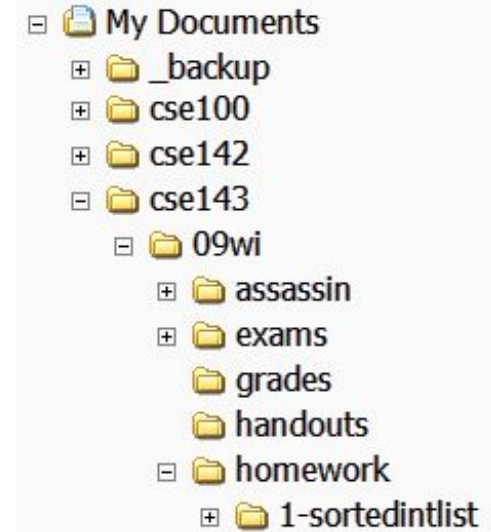 My Documents
_backup
cse100
cse142
cse143
09wi
assassin
exams
grades
handouts
homework
1-sortedintlist